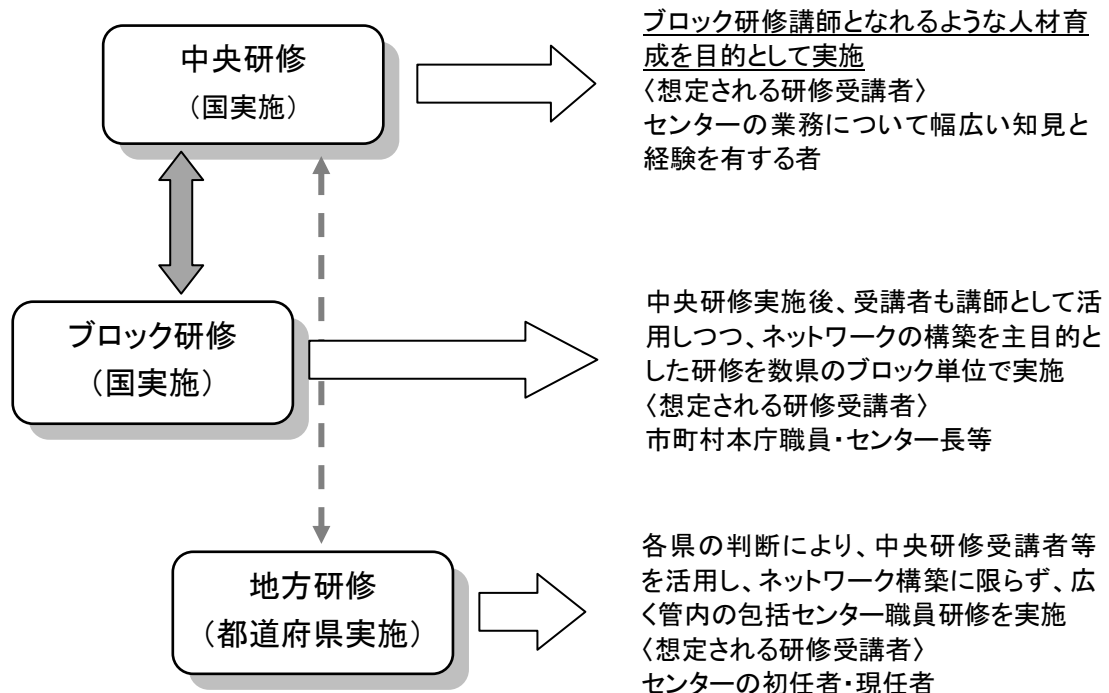 中央研修
（国実施）
ブロック研修講師となれるような人材育
成を目的として実施
〈想定される研修受講者〉
センターの業務について幅広い知見と
経験を有する者
ブロック研修
（国実施）
中央研修実施後、受講者も講師として活
用しつつ、ネットワークの構築を主目的と
した研修を数県のブロック単位で実施
〈想定される研修受講者〉
市町村本庁職員・センター長等
地方研修
（都道府県実施）
各県の判断により、中央研修受講者等
を活用し、ネットワーク構築に限らず、広
く管内の包括センター職員研修を実施
〈想定される研修受講者〉
センターの初任者・現任者